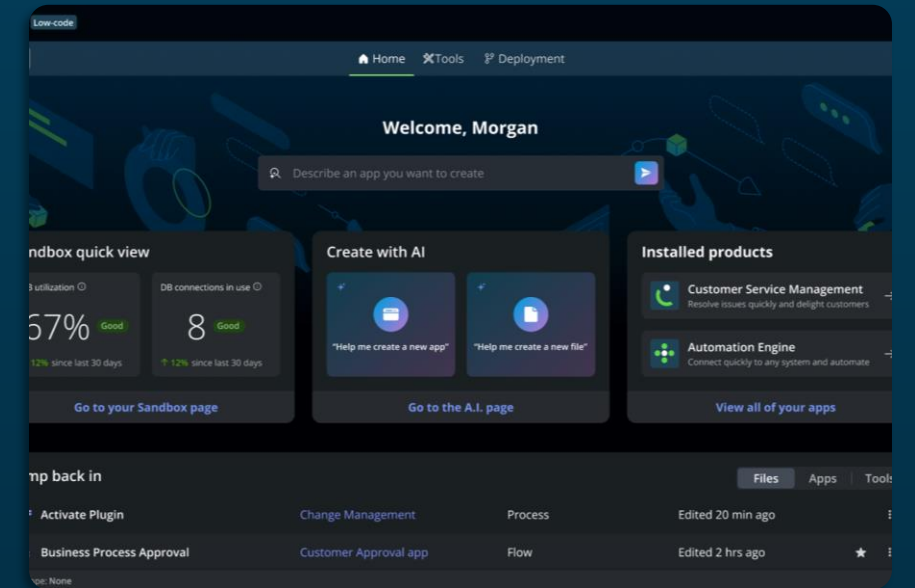 Low-code
Home Tools Deployment
Welcome, Morgan
Describe an app you want to create
ndbox quick view
B utilization
DB connections in use
67% Good
8 Good
12% since last 30 days
12% since last 30 days
Go to your Sandbox page
Create with AI
"Help me create a new app"
"Help me create a new file"
Go to the A.I. page
Installed products
Customer Service Management
Resolve issues quickly and delight customers
Automation Engine
Connect quickly to any system and automate
View all of your apps
mp back in
Files Apps Tools
Activate Plugin Change Management Process Edited 20 min ago
Business Process Approval Customer Approval app Flow Edited 2 hrs ago
ope: None